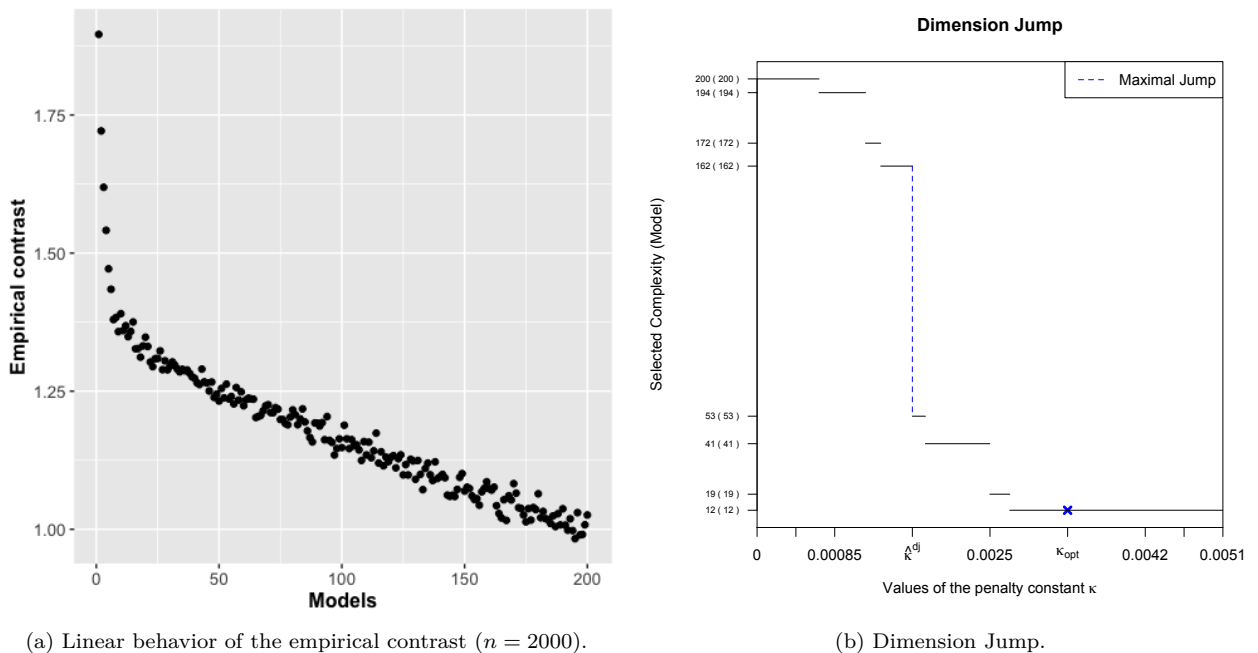 Empirical contrast
1.75
1.50
1.25
1.00
0 50 100 150 200
Models
(a) Linear behavior of the empirical contrast (n = 2000).
Dimension Jump
Maximal Jump
Selected Complexity (Model)
200 ( 200 )
194 ( 194 )
172 ( 172 )
162 ( 162 )
53 ( 53 )
41 ( 41 )
19 ( 19 )
12 ( 12 )
0 0.00085 κ̂ᵈʲ 0.0025 κopt 0.0042 0.0051
Values of the penalty constant κ
(b) Dimension Jump.